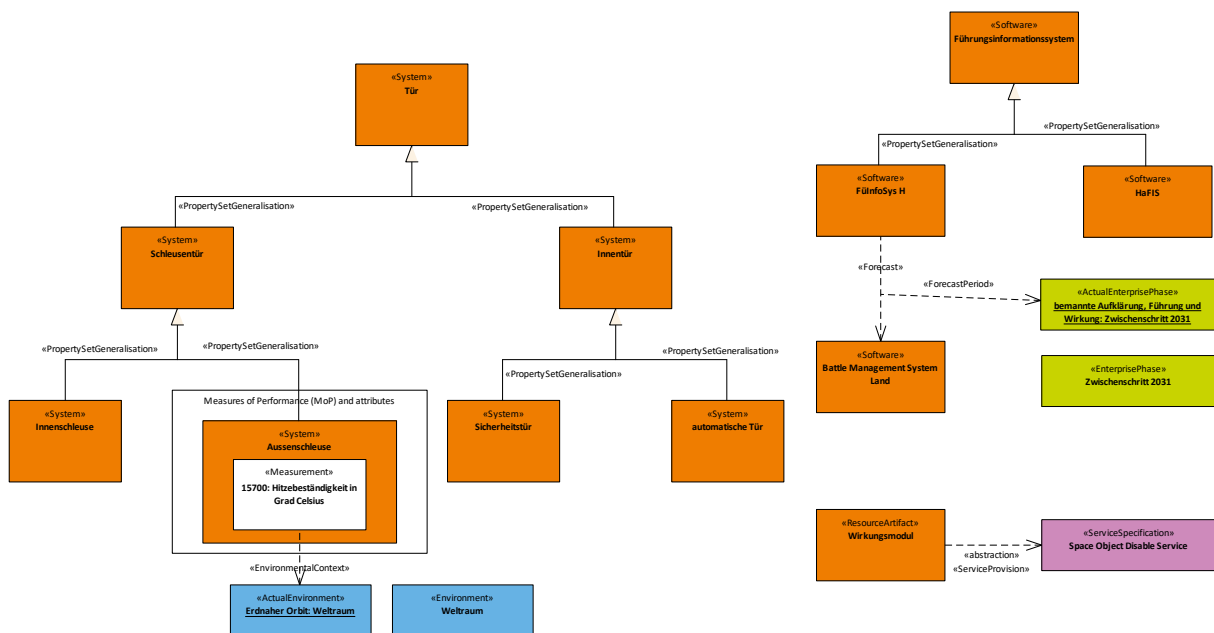 «Software»
Führungsinformationssystem
«System»
Tür
«PropertySetGeneralisation»
«PropertySetGeneralisation»
«Software»
FüInfoSys H
«Software»
HaFIS
«PropertySetGeneralisation»
«PropertySetGeneralisation»
«System»
Schleusentür
«System»
Innentür
«Forecast»
«ForecastPeriod»
«ActualEnterprisePhase»
bemannte Aufklärung, Führung und
Wirkung: Zwischenschritt 2031
«PropertySetGeneralisation»
«PropertySetGeneralisation»
«PropertySetGeneralisation»
«PropertySetGeneralisation»
«Software»
Battle Management System
Land
«EnterprisePhase»
Zwischenschritt 2031
«System»
Innenschleuse
Measures of Performance (MoP) and attributes
«System»
Aussenschleuse
«Measurement»
15700: Hitzebeständigkeit in
Grad Celsius
«System»
Sicherheitstür
«System»
automatische Tür
«ResourceArtifact»
Wirkungsmodul
«abstraction»
«ServiceProvision»
«ServiceSpecification»
Space Object Disable Service
«EnvironmentalContext»
«ActualEnvironment»
Erdnaher Orbit: Weltraum
«Environment»
Weltraum